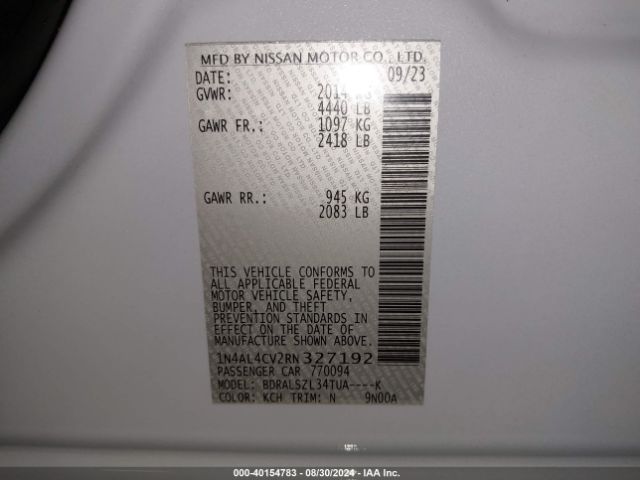 MFD BY NISSAN MOTOR CO., LTD.
DATE: 09/23
GVWR: 2014 KG
4440 LB
GAWR FR.: 1097 KG
2418 LB
GAWR RR.: 945 KG
2083 LB
THIS VEHICLE CONFORMS TO
ALL APPLICABLE FEDERAL
MOTOR VEHICLE SAFETY,
BUMPER, AND THEFT
PREVENTION STANDARDS IN
EFFECT ON THE DATE OF
MANUFACTURE SHOWN ABOVE.
1N4AL4CV2RN327192
PASSENGER CAR 770094
MODEL: BDRALSZL34TUA----K
COLOR: KCH TRIM: N 9N00A
000-40154783 - 08/30/2024 - IAA Inc.